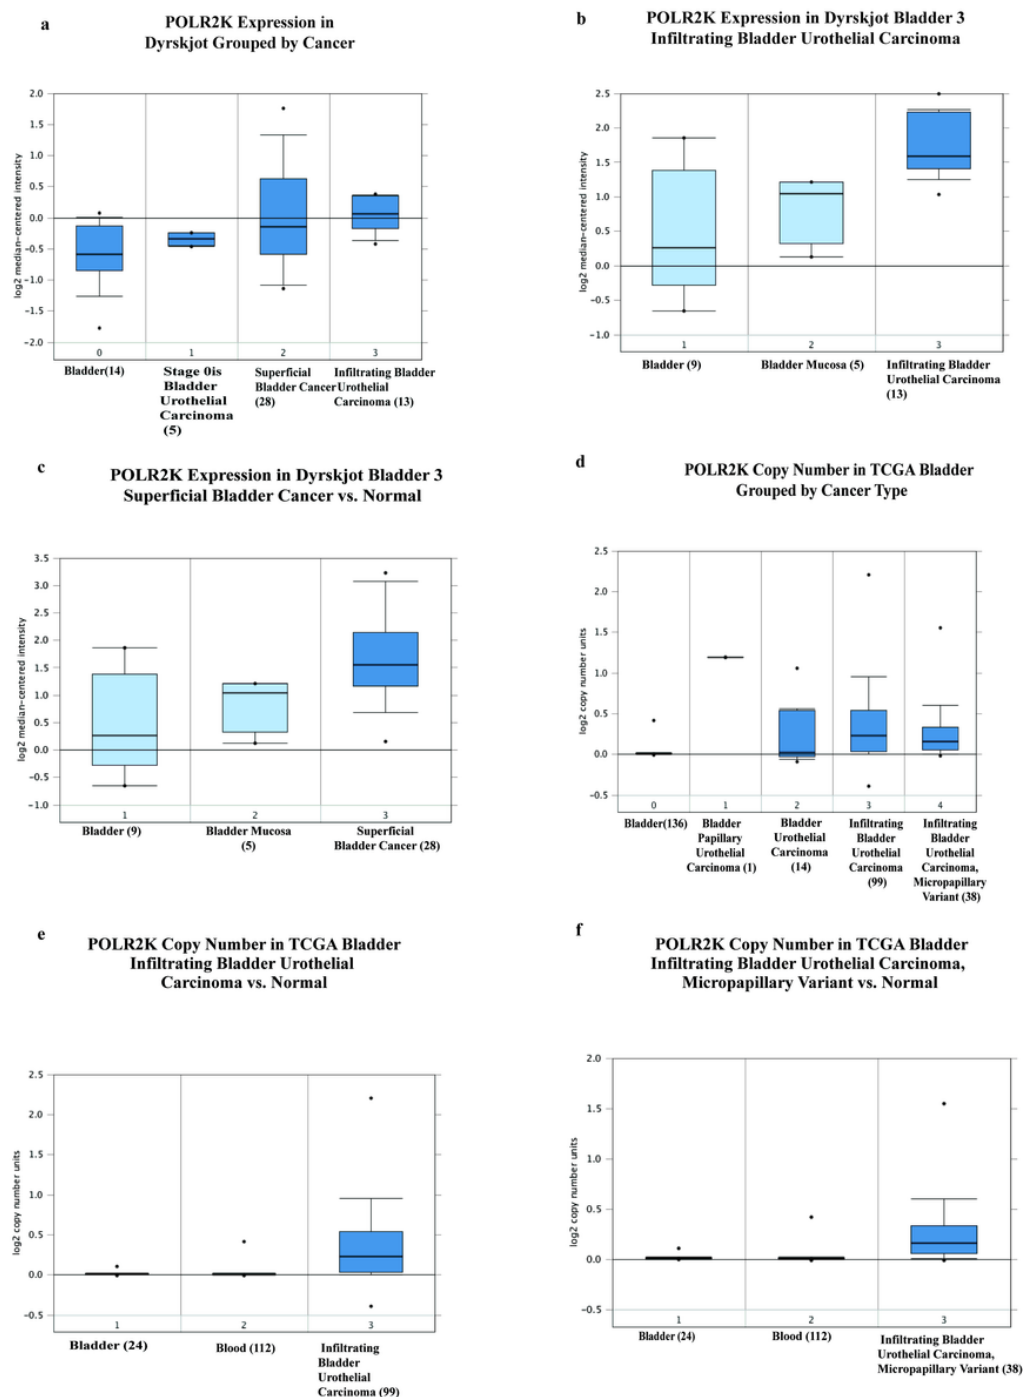 a
POLR2K Expression in
Dyrskjot Grouped by Cancer
log2 median-centered intensity
2.0
1.5
1.0
0.5
0.0
-0.5
-1.0
-1.5
-2.0
0
1
2
3
Bladder(14)
Stage 0is
Bladder
Urothelial
Carcinoma
(5)
Superficial
Bladder Cancer
(28)
Infiltrating Bladder
Urothelial
Carcinoma (13)
b
POLR2K Expression in Dyrskjot Bladder 3
Infiltrating Bladder Urothelial Carcinoma
log2 median-centered intensity
2.5
2.0
1.5
1.0
0.5
0.0
-0.5
-1.0
1
2
3
Bladder (9)
Bladder Mucosa (5)
Infiltrating Bladder
Urothelial Carcinoma
(13)
c
POLR2K Expression in Dyrskjot Bladder 3
Superficial Bladder Cancer vs. Normal
log2 median-centered intensity
3.5
3.0
2.5
2.0
1.5
1.0
0.5
0.0
-0.5
-1.0
1
2
3
Bladder (9)
Bladder Mucosa
(5)
Superficial
Bladder Cancer (28)
d
POLR2K Copy Number in TCGA Bladder
Grouped by Cancer Type
log2 copy number units
2.5
2.0
1.5
1.0
0.5
0.0
-0.5
0
1
2
3
4
Bladder(136)
Bladder
Papillary
Urothelial
Carcinoma (1)
Bladder
Urothelial
Carcinoma
(14)
Infiltrating
Bladder
Urothelial
Carcinoma
(99)
Infiltrating
Bladder
Urothelial
Carcinoma,
Micropapillary
Variant (38)
e
POLR2K Copy Number in TCGA Bladder
Infiltrating Bladder Urothelial
Carcinoma vs. Normal
log2 copy number units
2.5
2.0
1.5
1.0
0.5
0.0
-0.5
1
2
3
Bladder (24)
Blood (112)
Infiltrating
Bladder
Urothelial
Carcinoma (99)
f
POLR2K Copy Number in TCGA Bladder
Infiltrating Bladder Urothelial Carcinoma,
Micropapillary Variant vs. Normal
log2 copy number units
2.0
1.5
1.0
0.5
0.0
-0.5
1
2
3
Bladder (24)
Blood (112)
Infiltrating Bladder
Urothelial Carcinoma,
Micropapillary Variant (38)